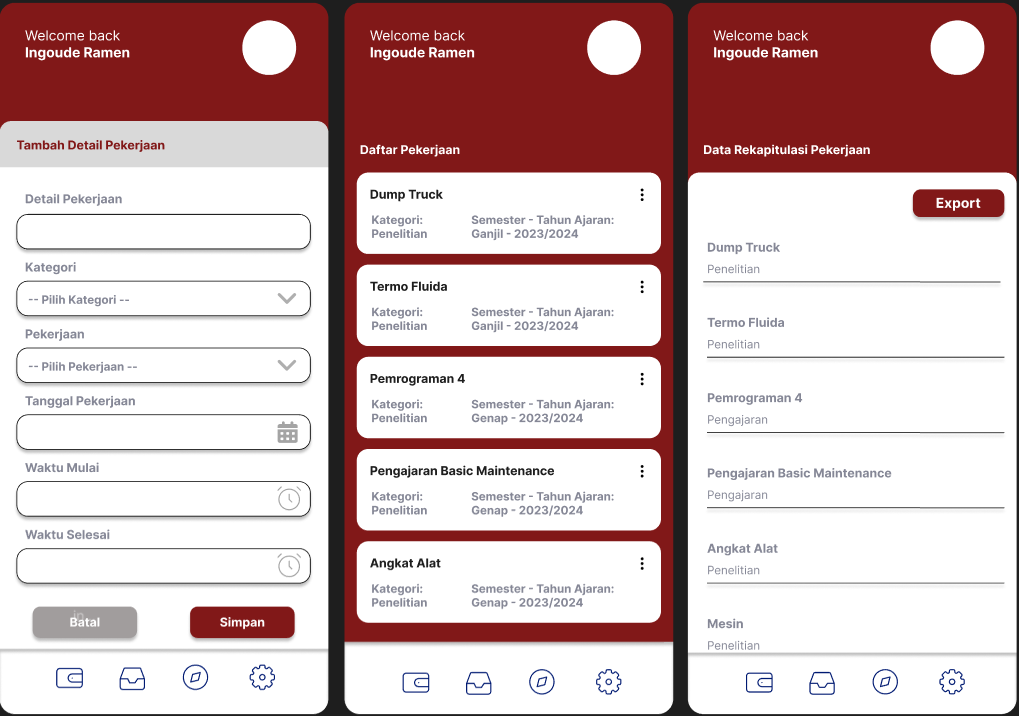 Welcome back
Ingoude Ramen
Tambah Detail Pekerjaan
Detail Pekerjaan
Kategori
-- Pilih Kategori --
Pekerjaan
-- Pilih Pekerjaan --
Tanggal Pekerjaan
Waktu Mulai
Waktu Selesai
in
Batal
Simpan
Welcome back
Ingoude Ramen
Daftar Pekerjaan
Dump Truck
Kategori:
Penelitian
Semester - Tahun Ajaran:
Ganjil - 2023/2024
Termo Fluida
Kategori:
Penelitian
Semester - Tahun Ajaran:
Ganjil - 2023/2024
Pemrograman 4
Kategori:
Penelitian
Semester - Tahun Ajaran:
Genap - 2023/2024
Pengajaran Basic Maintenance
Kategori:
Penelitian
Semester - Tahun Ajaran:
Genap - 2023/2024
Angkat Alat
Kategori:
Penelitian
Semester - Tahun Ajaran:
Genap - 2023/2024
Welcome back
Ingoude Ramen
Data Rekapitulasi Pekerjaan
Export
Dump Truck
Penelitian
Termo Fluida
Penelitian
Pemrograman 4
Pengajaran
Pengajaran Basic Maintenance
Pengajaran
Angkat Alat
Penelitian
Mesin
Penelitian